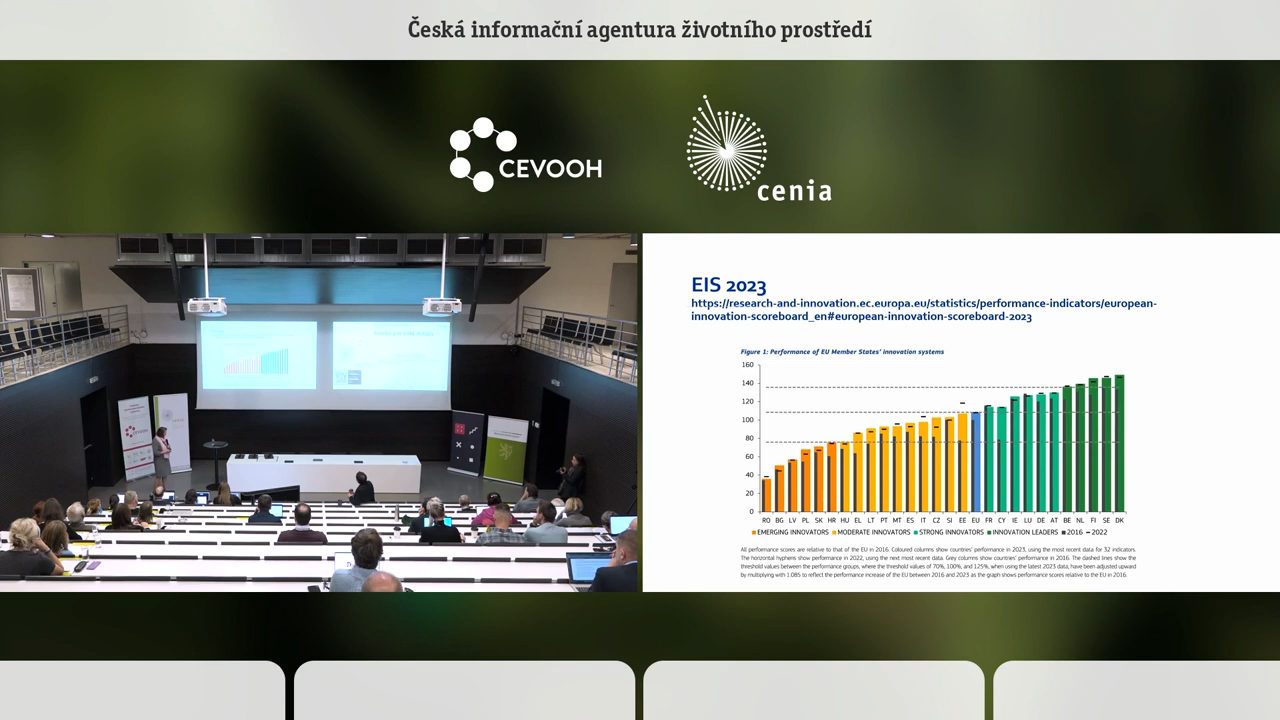 Česká informační agentura životního prostředí
CEVOOH
cenia
EIS 2023
https://research-and-innovation.ec.europa.eu/statistics/performance-indicators/european-
innovation-scoreboard_en#european-innovation-scoreboard-2023
Figure 1: Performance of EU Member States' innovation systems
160
140
120
100
80
60
40
20
0
RO BG LV PL SK HR HU EL LT PT MT ES IT CZ SI EE EU FR CY IE LU DE AT BE NL FI SE DK
EMERGING INNOVATORS MODERATE INNOVATORS STRONG INNOVATORS INNOVATION LEADERS 2016 2022
All performance scores are relative to that of the EU in 2016. Coloured columns show countries' performance in 2023, using the most recent data for 32 indicators.
The horizontal hyphens show performance in 2022, using the next most recent data. Grey columns show countries' performance in 2016. The dashed lines show the
threshold values between the performance groups, where the threshold values of 70%, 100%, and 125%, when using the latest 2023 data, have been adjusted upward
by multiplying with 1.085 to reflect the performance increase of the EU between 2016 and 2023 as the graph shows performance scores relative to the EU in 2016.